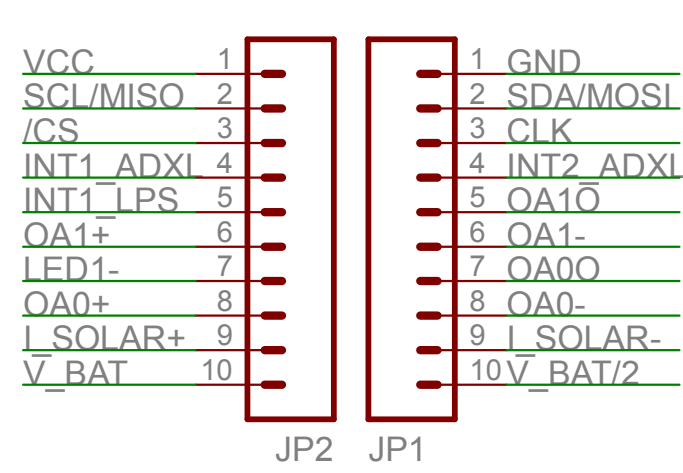 VCC 1 1 GND
SCL/MISO 2 2 SDA/MOSI
/CS 3 3 CLK
INT1_ADXL 4 4 INT2_ADXL
INT1_LPS 5 5 OA1O
OA1+ 6 6 OA1-
LED1- 7 7 OA0O
OA0+ 8 8 OA0-
I_SOLAR+ 9 9 I_SOLAR-
V_BAT 10 10 V_BAT/2
JP2 JP1